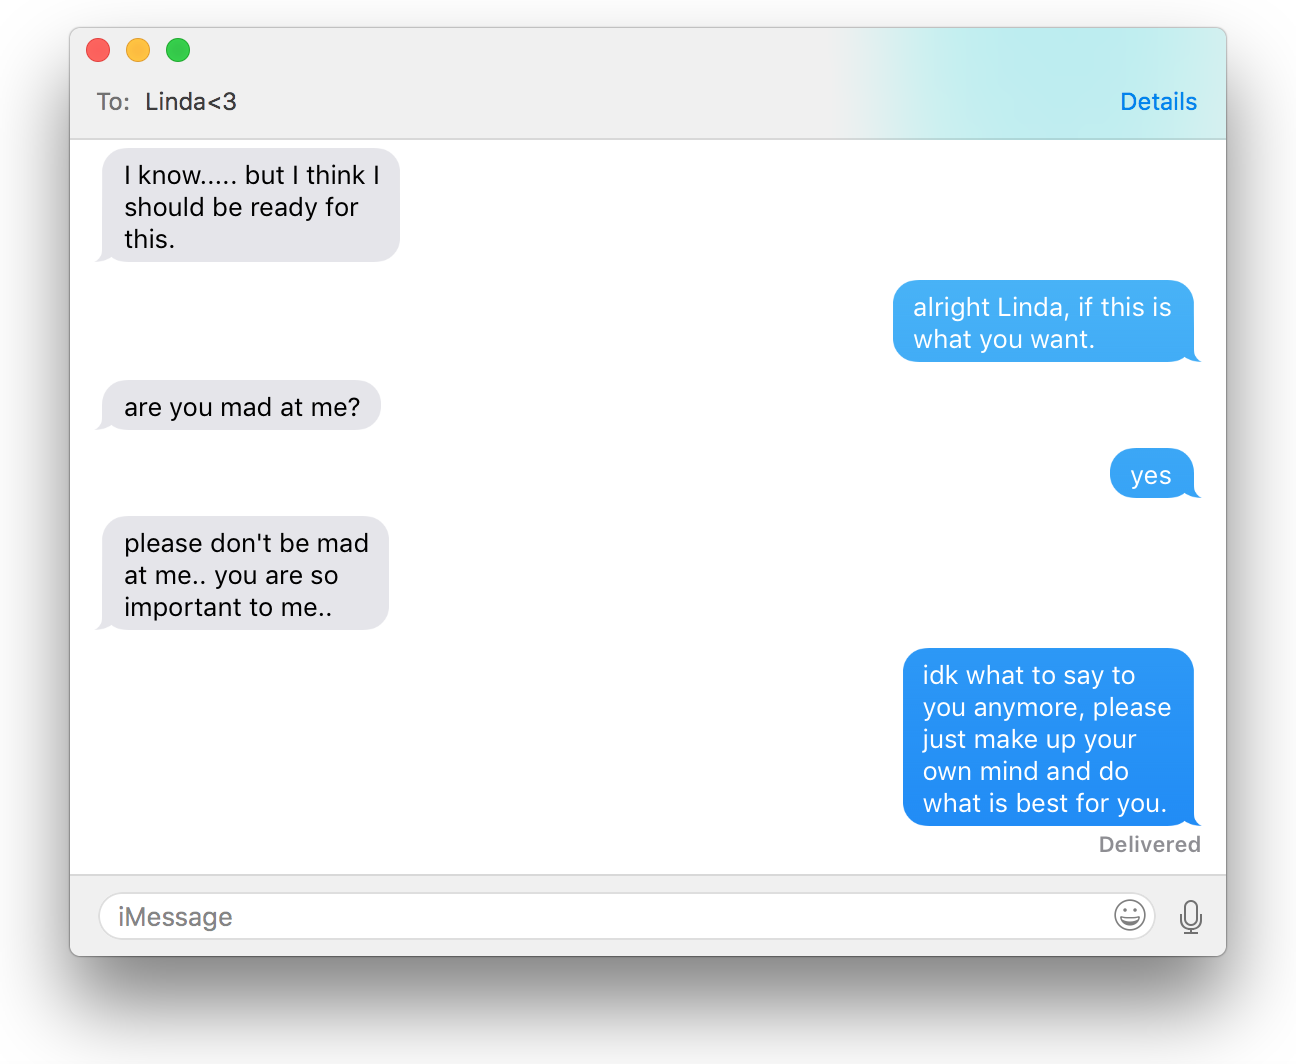 To: Linda<3
Details
I know..... but I think I
should be ready for
this.
alright Linda, if this is
what you want.
are you mad at me?
yes
please don't be mad
at me.. you are so
important to me..
idk what to say to
you anymore, please
just make up your
own mind and do
what is best for you.
Delivered
iMessage